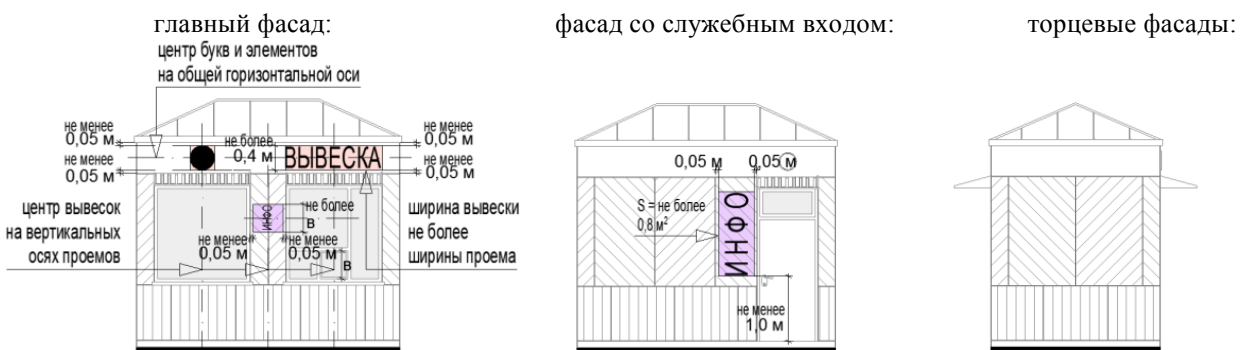 главный фасад:
фасад со служебным входом:
торцевые фасады:
центр букв и элементов
на общей горизонтальной оси
не менее
0,05 м
не менее
0,05 м
не более
0,4 м
ВЫВЕСКА
не менее
0,05 м
не менее
0,05 м
центр вывесок
на вертикальных
осях проемов
ИНФО
не более
в
не менее
0,05 м
не менее
0,05 м
в
ширина вывески
не более
ширины проема
0,05 м
0,05 м
S = не более
0,8 м²
ИНФО
не менее
1,0 м